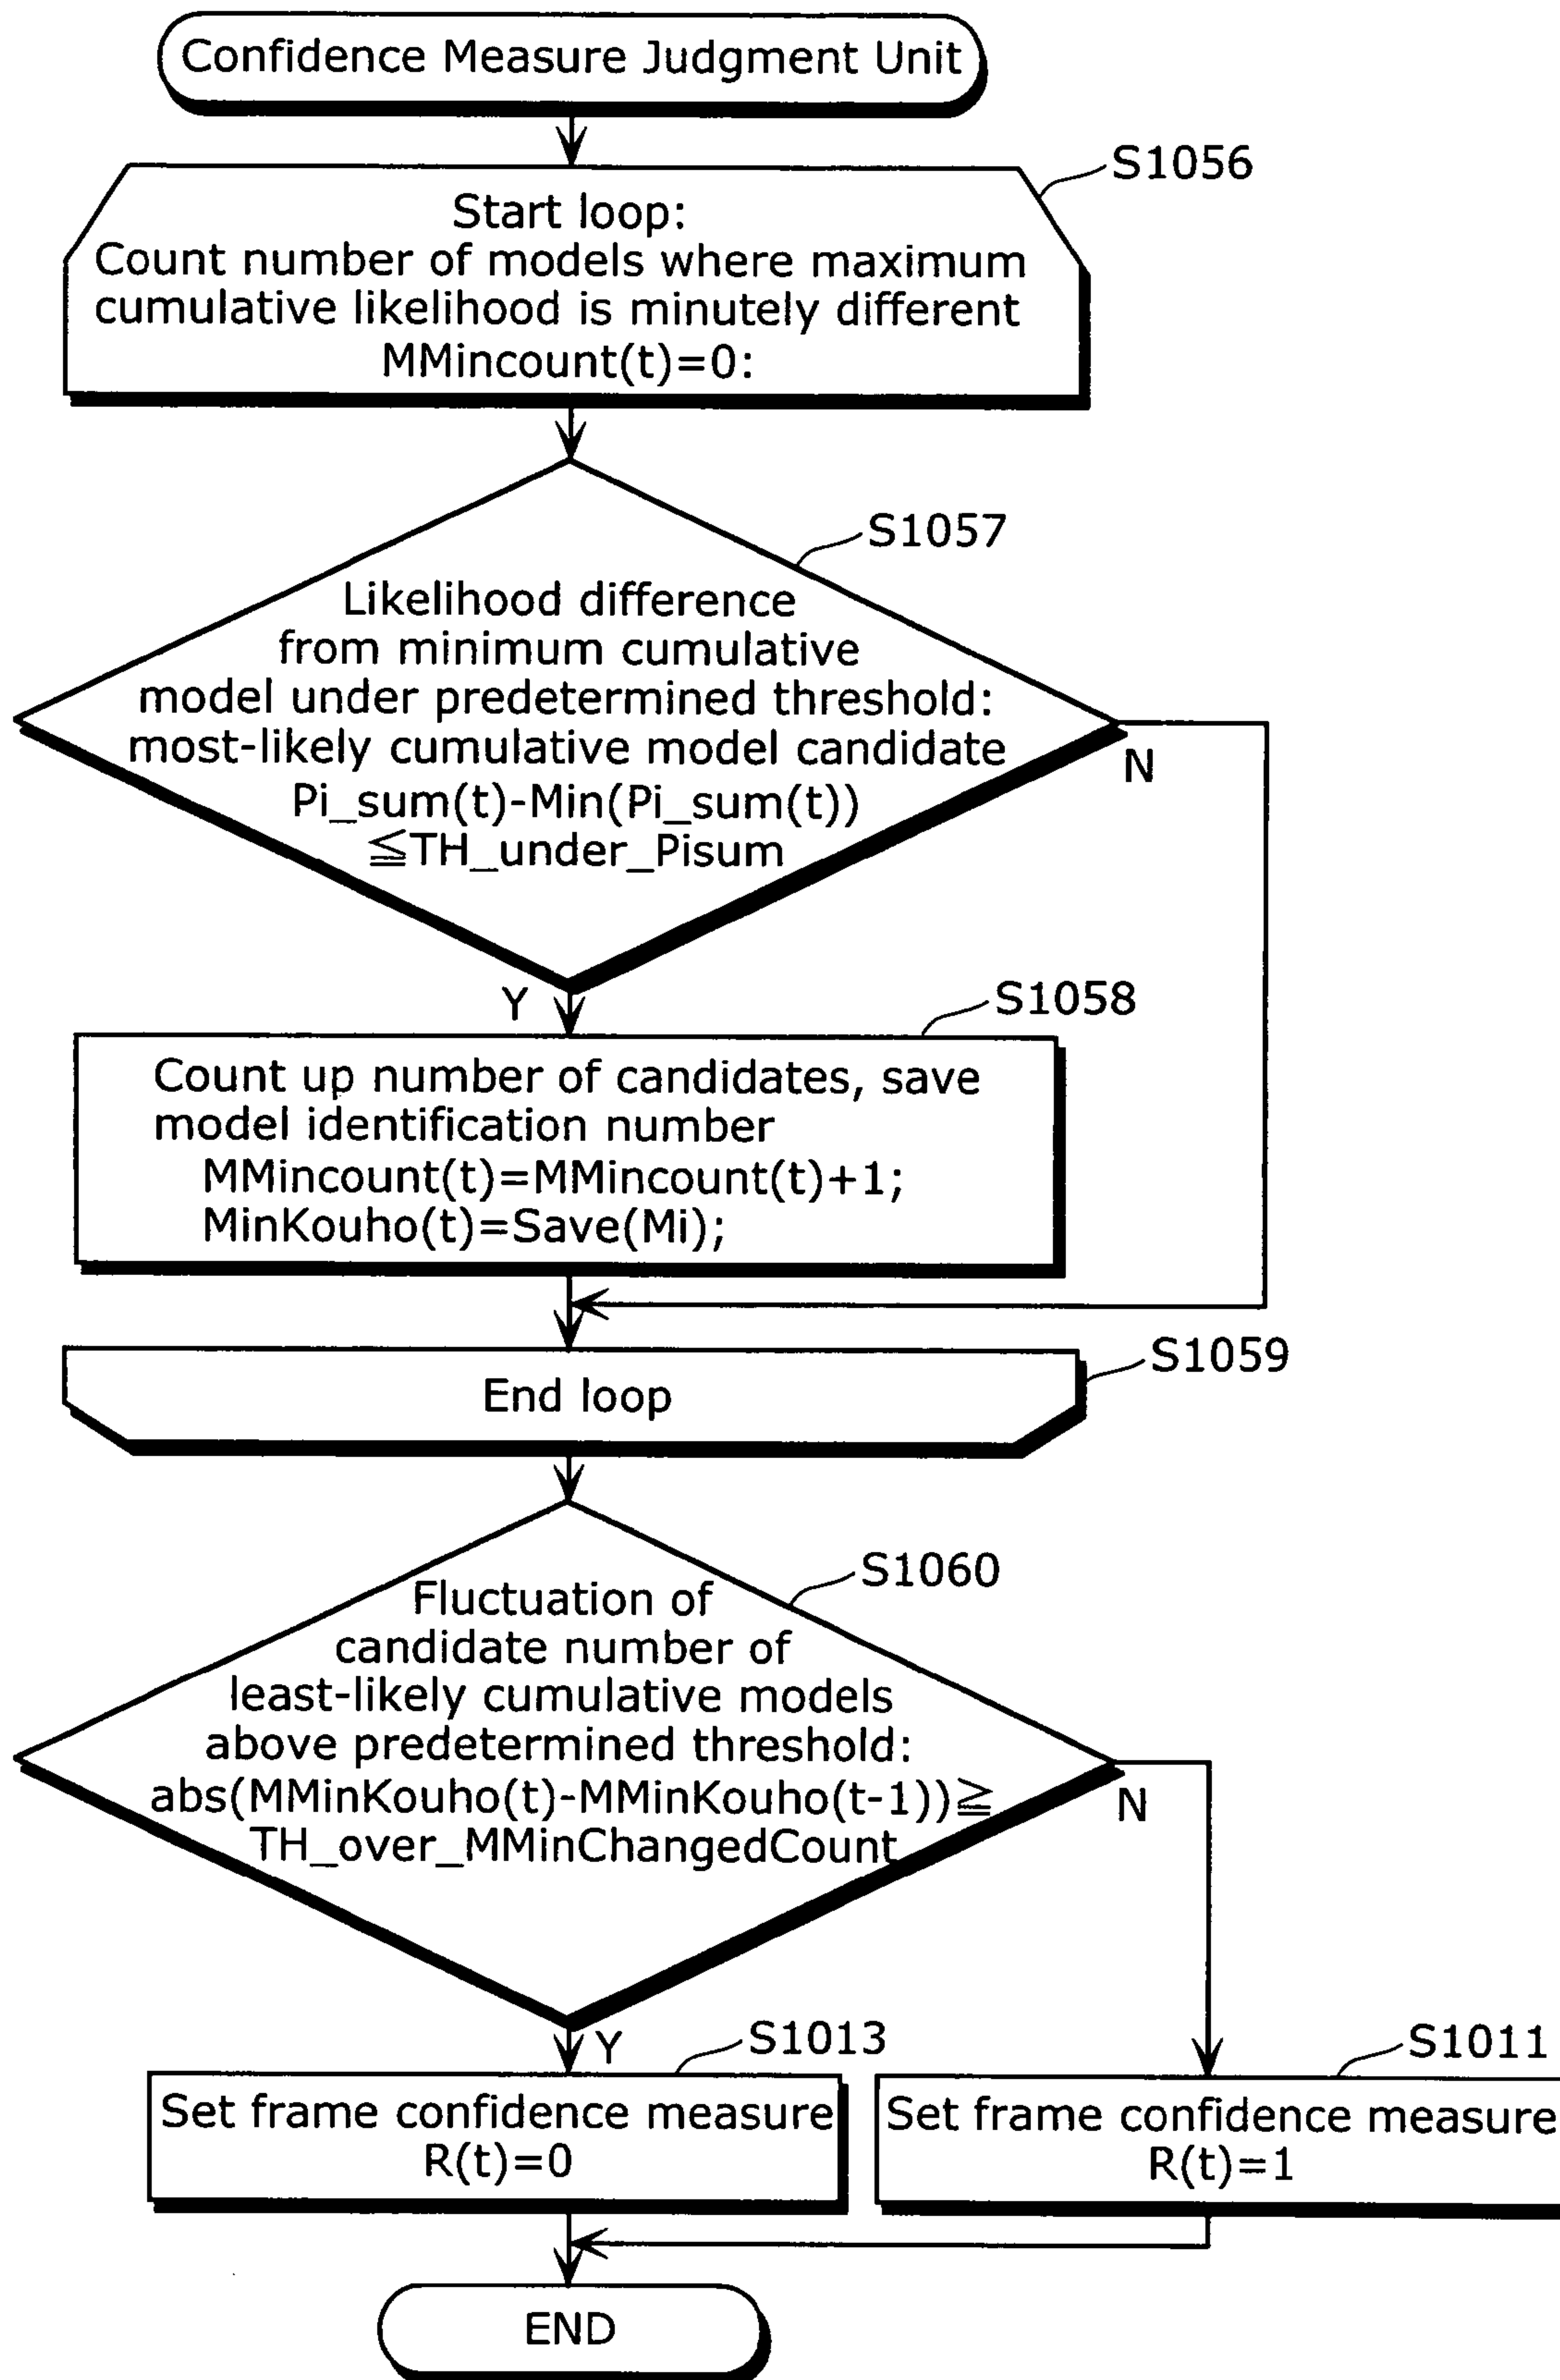 Confidence Measure Judgment Unit
S1056
Start loop:
Count number of models where maximum
cumulative likelihood is minutely different
MMincount(t)=0:
S1057
Likelihood difference
from minimum cumulative
model under predetermined threshold:
most-likely cumulative model candidate
Pi_sum(t)-Min(Pi_sum(t))
≦TH_under_Pisum
N
Y
S1058
Count up number of candidates, save
model identification number
MMincount(t)=MMincount(t)+1;
MinKouho(t)=Save(Mi);
S1059
End loop
S1060
Fluctuation of
candidate number of
least-likely cumulative models
above predetermined threshold:
abs(MMinKouho(t)-MMinKouho(t-1))≧
TH_over_MMinChangedCount
N
Y
S1013
S1011
Set frame confidence measure
R(t)=0
Set frame confidence measure
R(t)=1
END